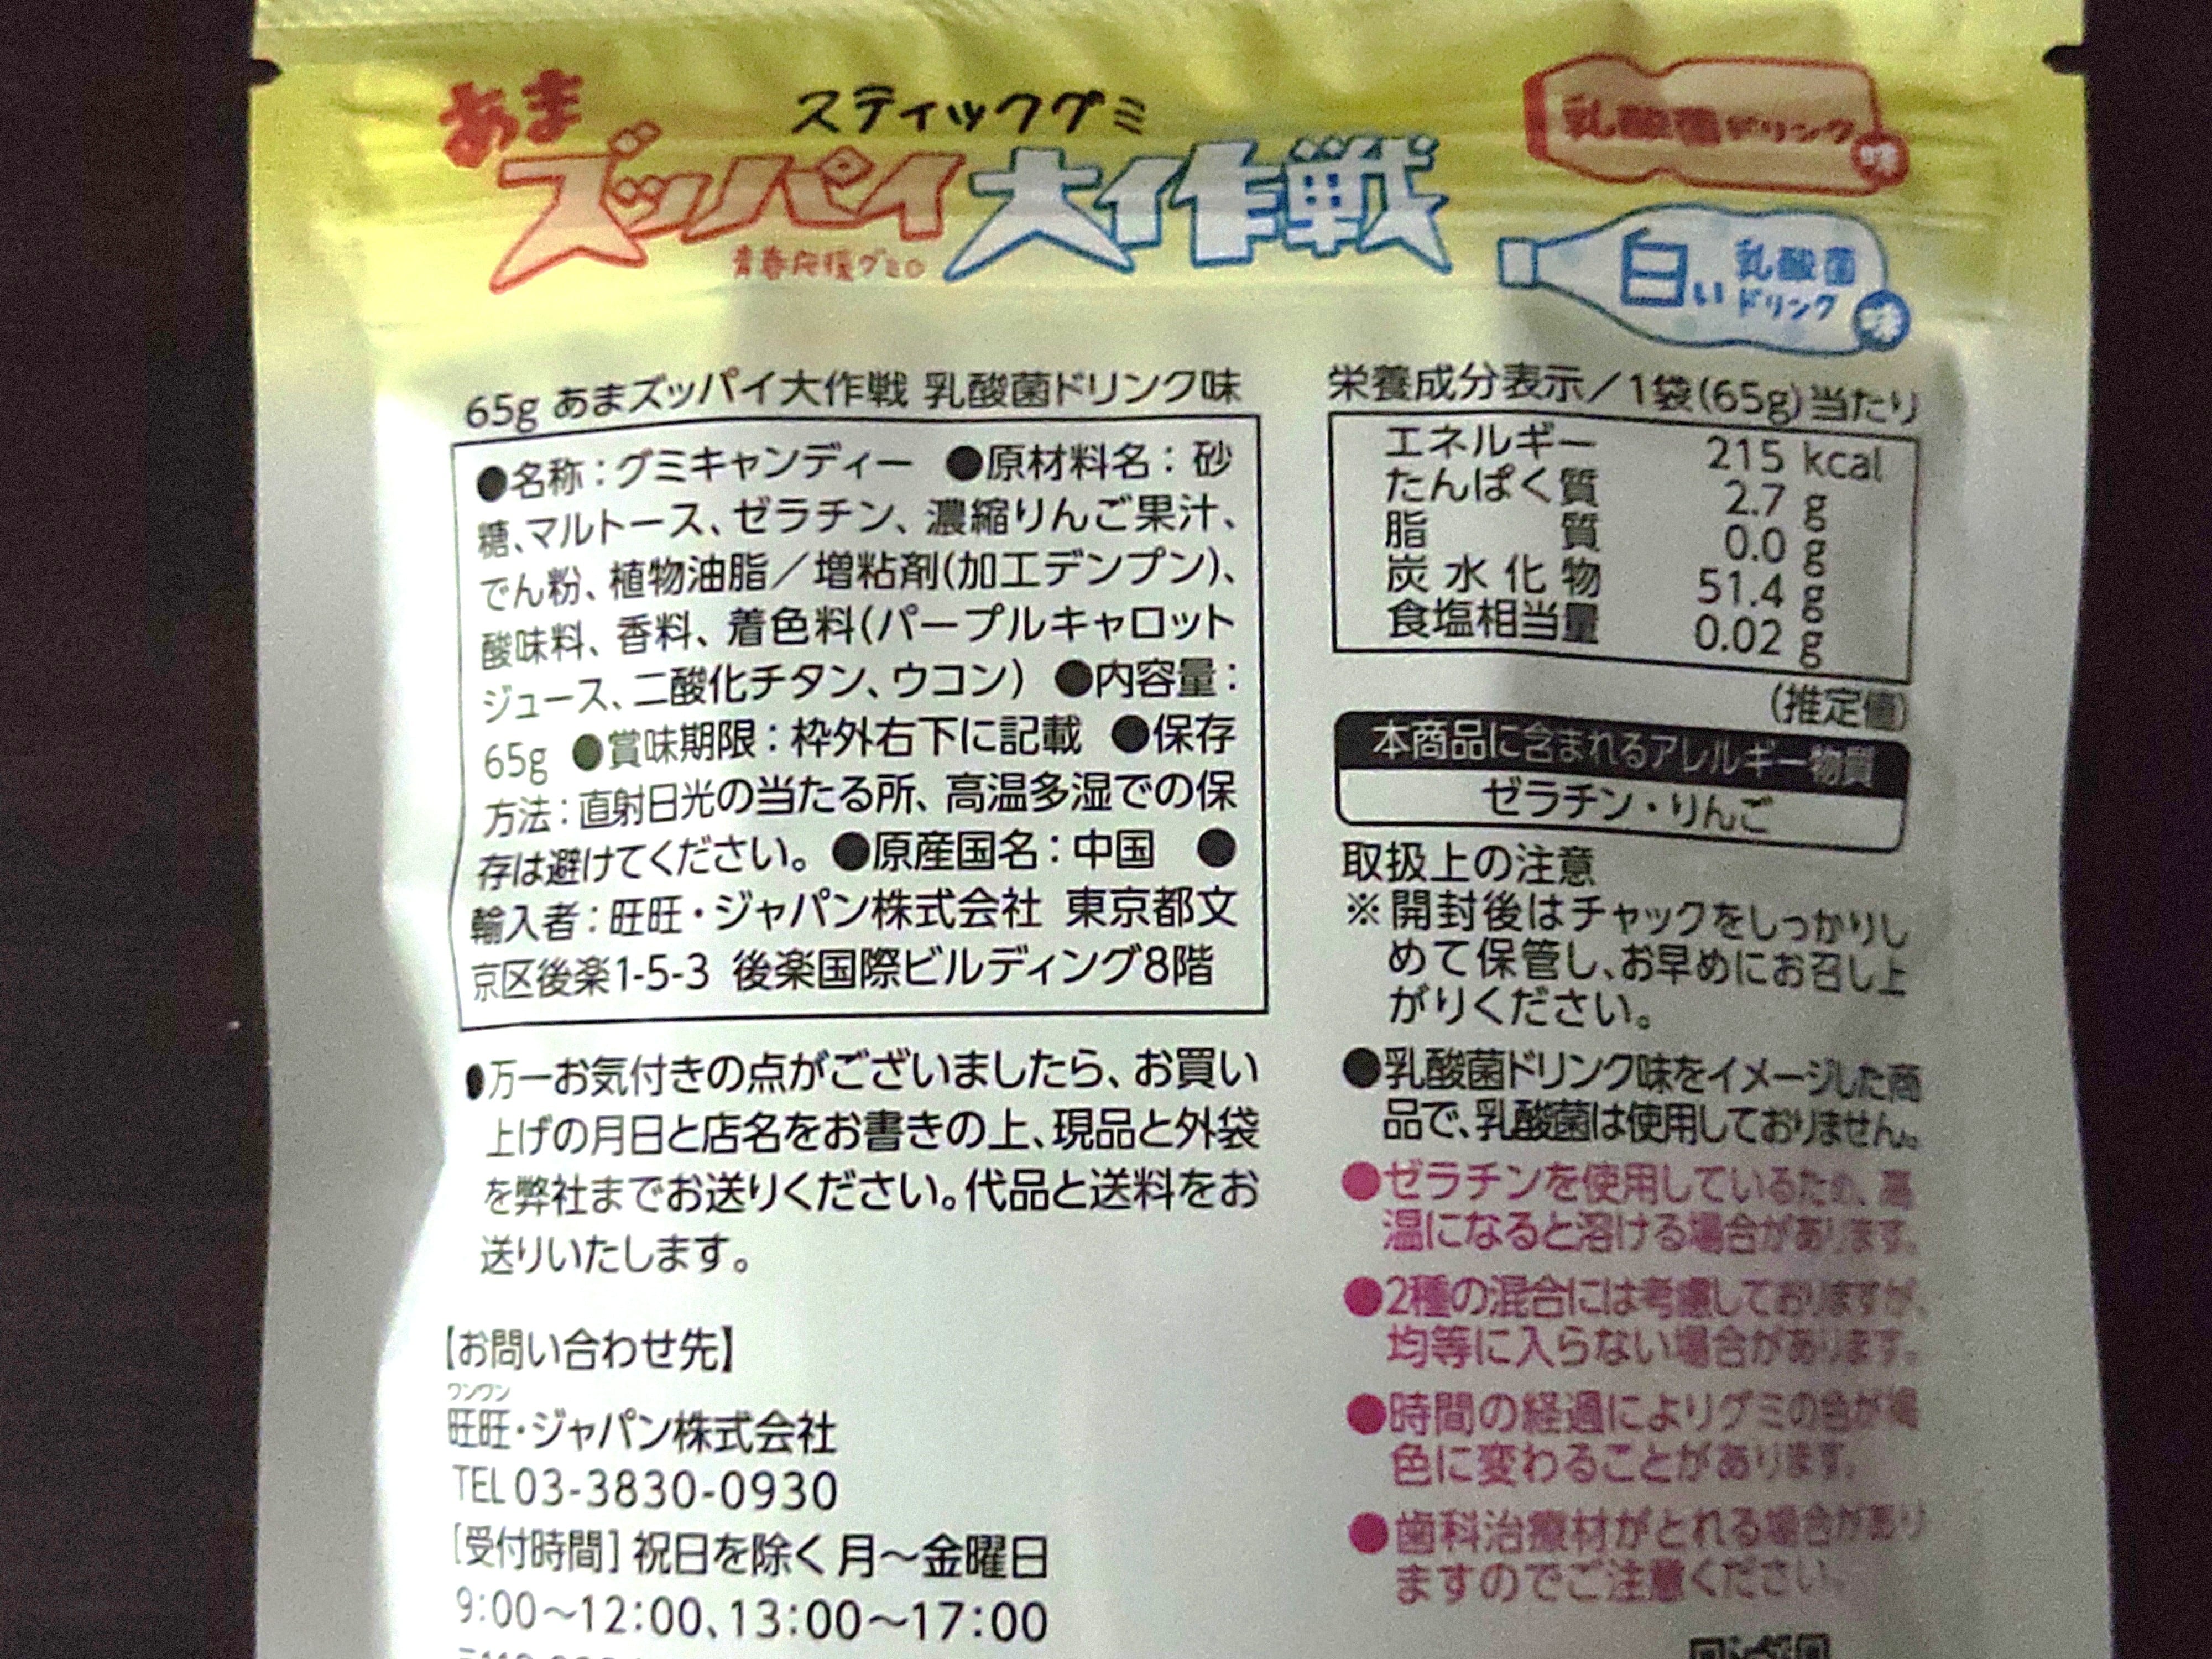 スティックグミ
あま
ズッパイ大作戦
乳酸菌ドリンク味
白い乳酸菌
ドリンク味
65g あまズッパイ大作戦 乳酸菌ドリンク味
●名称：グミキャンディー ●原材料名：砂
糖、マルトース、ゼラチン、濃縮りんご果汁、
でん粉、植物油脂／増粘剤(加工デンプン)、
酸味料、香料、着色料(パープルキャロット
ジュース、二酸化チタン、ウコン) ●内容量：
65g ●賞味期限：枠外右下に記載 ●保存
方法：直射日光の当たる所、高温多湿での保
存は避けてください。●原産国名：中国 ●
輸入者：旺旺・ジャパン株式会社 東京都文
京区後楽1-5-3 後楽国際ビルディング8階
●万一お気付きの点がございましたら、お買い
上げの月日と店名をお書きの上、現品と外袋
を弊社までお送りください。代品と送料をお
送りいたします。
【お問い合わせ先】
ワンワン
旺旺・ジャパン株式会社
TEL 03-3830-0930
[受付時間] 祝日を除く月～金曜日
9:00～12:00、13:00～17:00
栄養成分表示／1袋(65g)当たり
エネルギー 215 kcal
たんぱく質 2.7 g
脂質 0.0 g
炭水化物 51.4 g
食塩相当量 0.02 g
(推定値)
本商品に含まれるアレルギー物質
ゼラチン・りんご
取扱上の注意
※開封後はチャックをしっかりし
めて保管し、お早めにお召し上
がりください。
●乳酸菌ドリンク味をイメージした商
品で、乳酸菌は使用しておりません。
●ゼラチンを使用しているため、高
温になると溶ける場合があります。
●2種の混合には考慮しておりますが、
均等に入らない場合があります。
●時間の経過によりグミの色が褐
色に変わることがあります。
●歯科治療材がとれる場合があり
ますのでご注意ください。